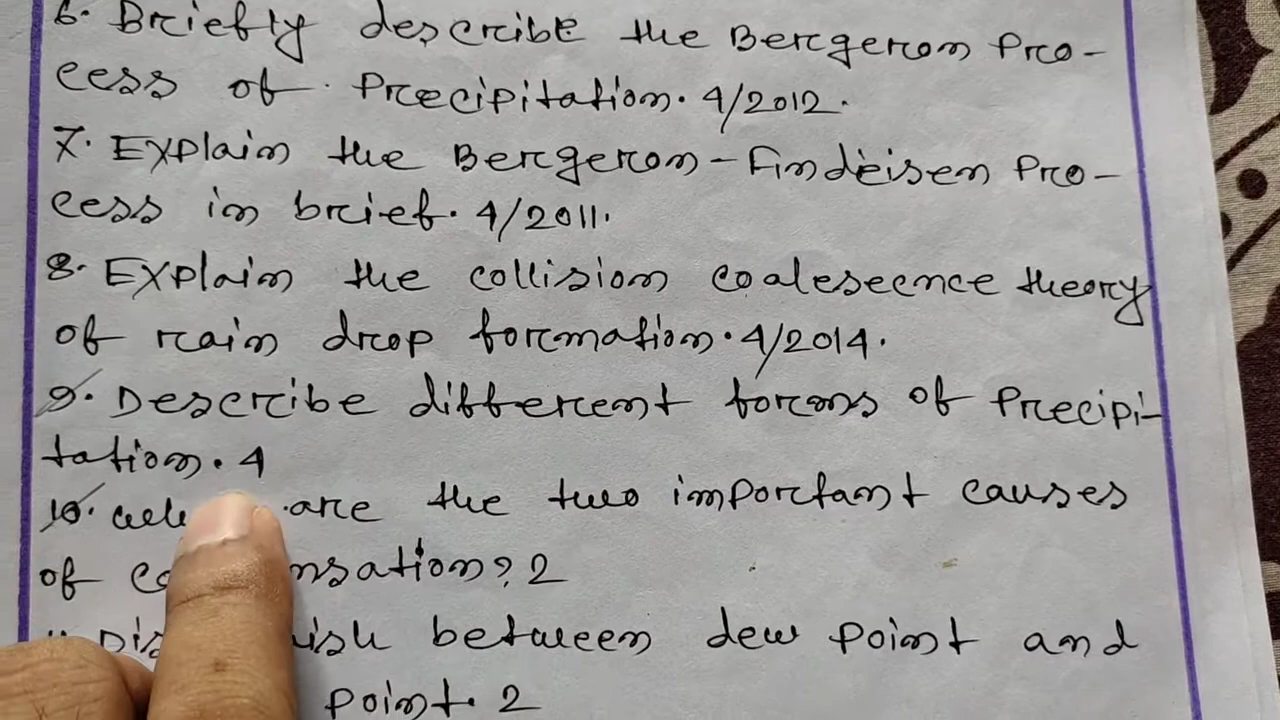 6. Briefly describe the Bergeron Pro-
cess of Precipitation. 4/2012.
7. Explain the Bergeron-Findeisen Pro-
cess in brief. 4/2011.
8. Explain the collision coalescence theory
of rain drop formation. 4/2014.
9. Describe different forms of Precipi-
tation. 4
10. are the two important causes
of ? 2
between dew point and
point. 2